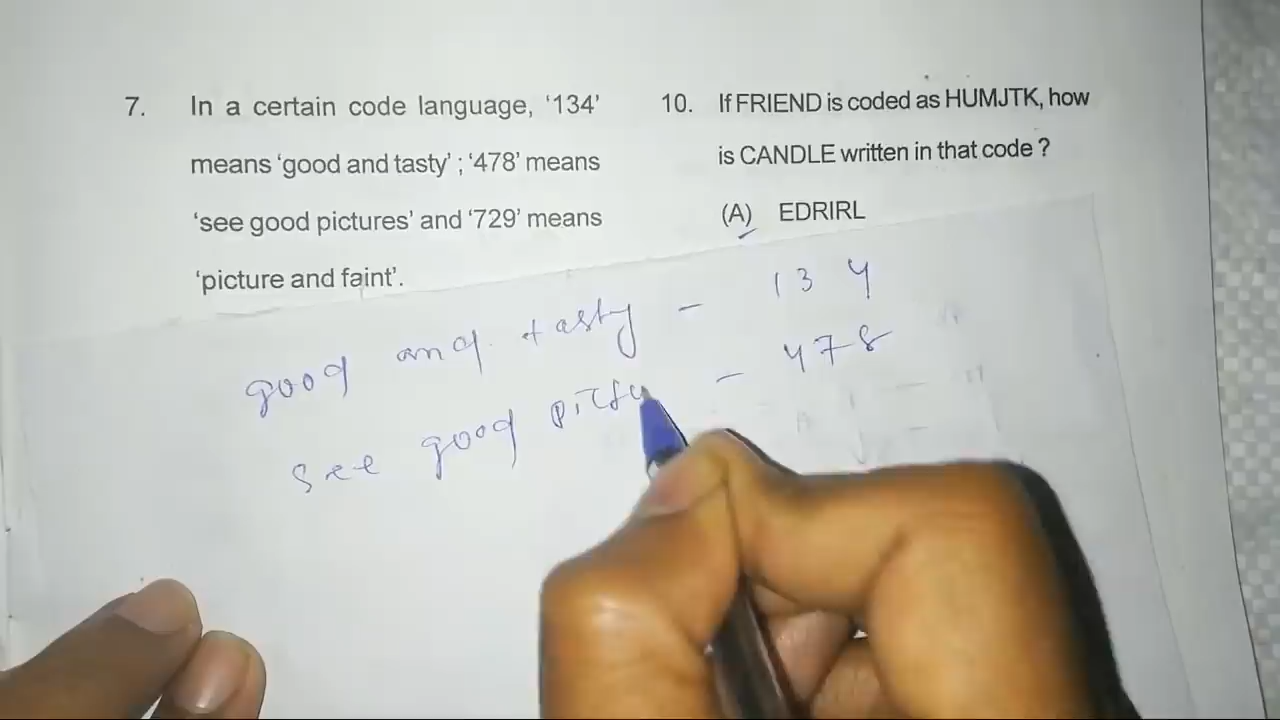 7. In a certain code language, ‘134’
means ‘good and tasty’ ; ‘478’ means
‘see good pictures’ and ‘729’ means
‘picture and faint’.
10. If FRIEND is coded as HUMJTK, how
is CANDLE written in that code ?
(A) EDRIRL
good and tasty - 134
see good pictu - 478